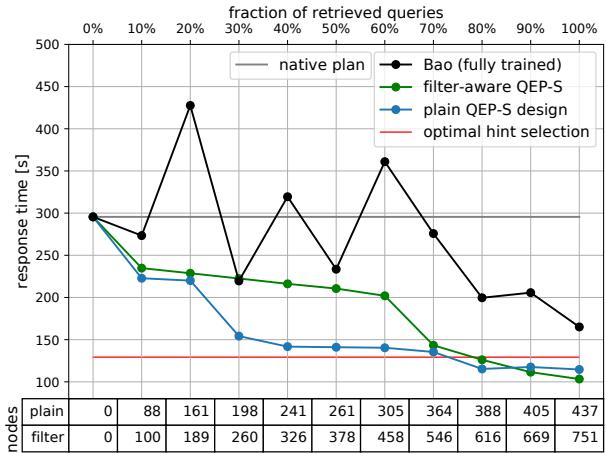 fraction of retrieved queries
0% 10% 20% 30% 40% 50% 60% 70% 80% 90% 100%
500
450
400
350
300
250
200
150
100
response time [s]
native plan
Bao (fully trained)
filter-aware QEP-S
plain QEP-S design
optimal hint selection
nodes
plain 0 88 161 198 241 261 305 364 388 405 437
filter 0 100 189 260 326 378 458 546 616 669 751